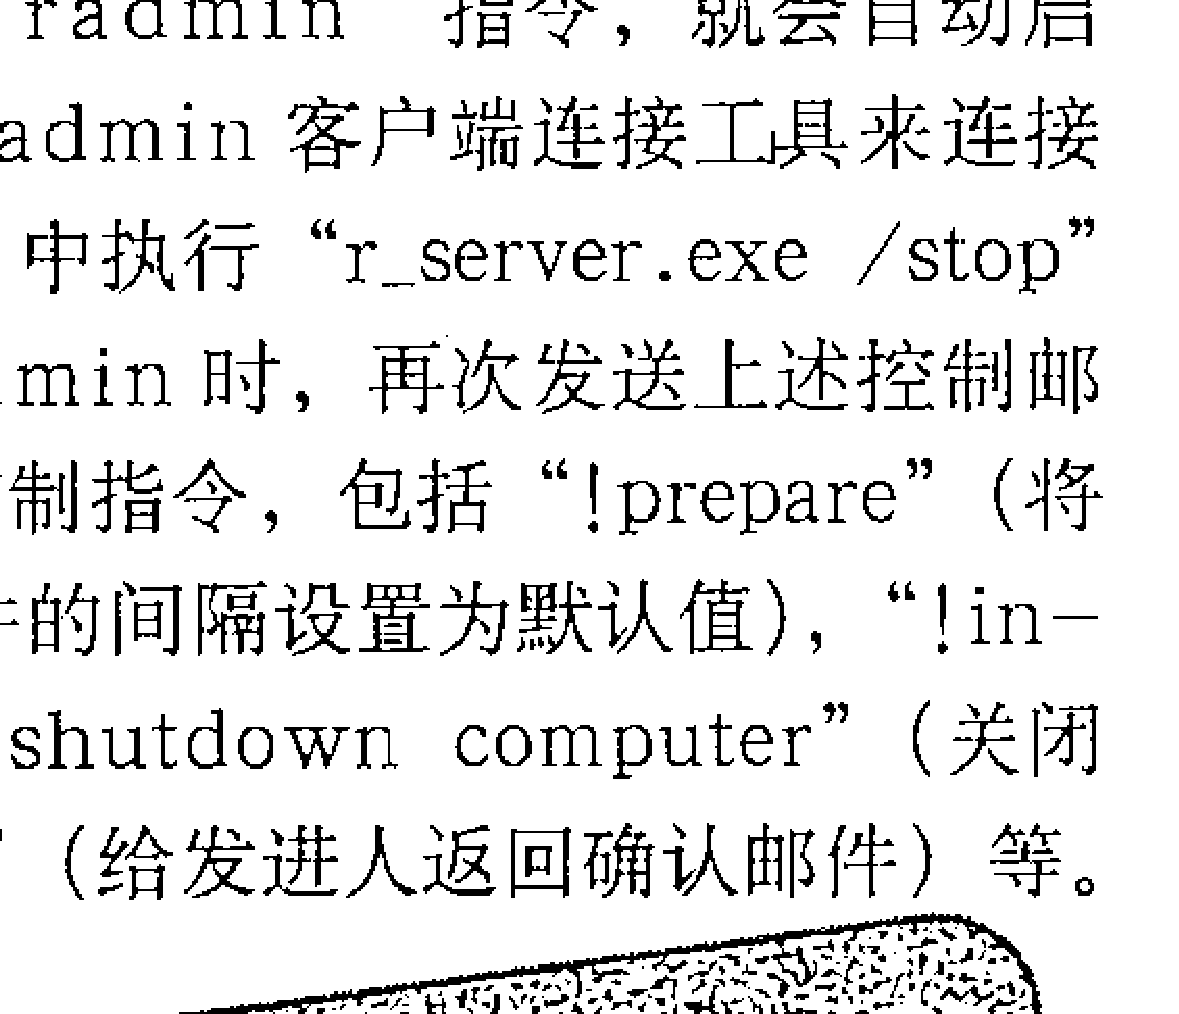 radmin 指令，就会自动启
admin 客户端连接工具来连接
中执行 “r_server.exe /stop”
min 时，再次发送上述控制邮
制指令，包括 “!prepare”（将
的间隔设置为默认值），“!in-
shutdown computer”（关闭
（给发进人返回确认邮件）等。